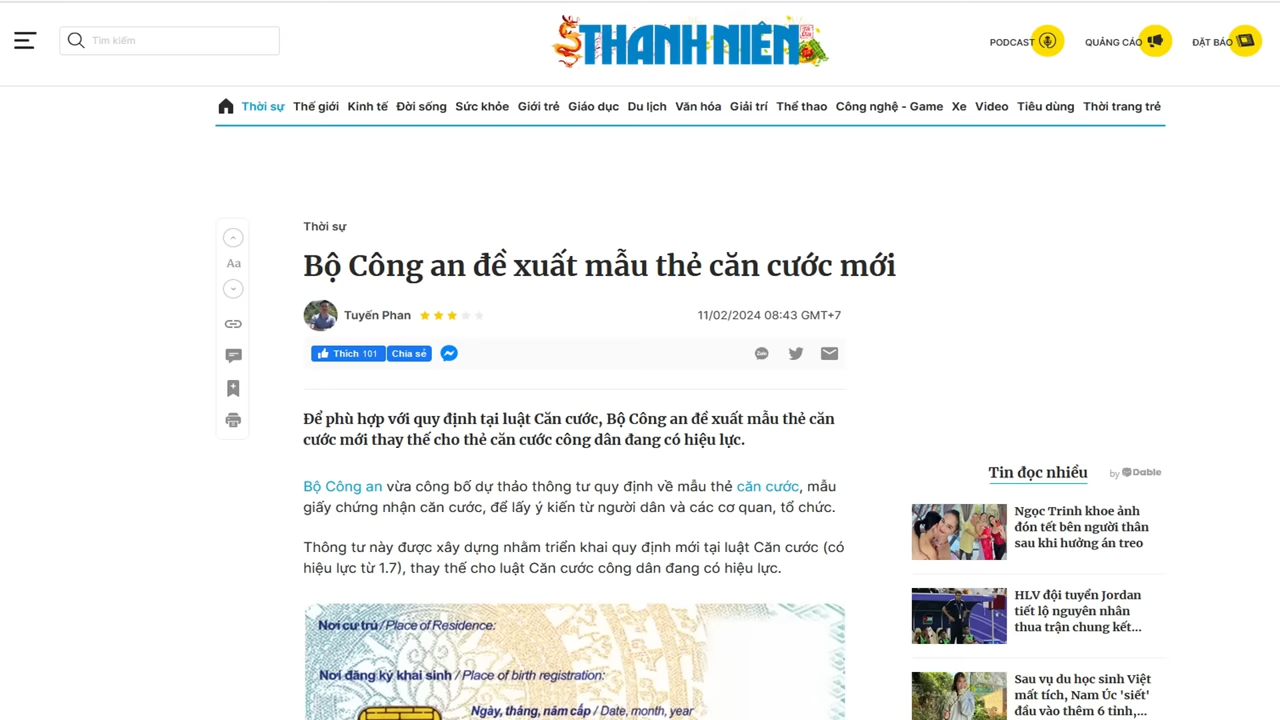 Tìm kiếm
THANH NIÊN
PODCAST
QUẢNG CÁO
ĐẶT BÁO
Thời sự Thế giới Kinh tế Đời sống Sức khỏe Giới trẻ Giáo dục Du lịch Văn hóa Giải trí Thể thao Công nghệ - Game Xe Video Tiêu dùng Thời trang trẻ
Thời sự
Bộ Công an đề xuất mẫu thẻ căn cước mới
Aa
Tuyến Phan
11/02/2024 08:43 GMT+7
Thích 101 Chia sẻ
Zalo
Để phù hợp với quy định tại luật Căn cước, Bộ Công an đề xuất mẫu thẻ căn
cước mới thay thế cho thẻ căn cước công dân đang có hiệu lực.
Bộ Công an vừa công bố dự thảo thông tư quy định về mẫu thẻ căn cước, mẫu
giấy chứng nhận căn cước, để lấy ý kiến từ người dân và các cơ quan, tổ chức.
Thông tư này được xây dựng nhằm triển khai quy định mới tại luật Căn cước (có
hiệu lực từ 1.7), thay thế cho luật Căn cước công dân đang có hiệu lực.
Nơi cư trú / Place of Residence:
Nơi đăng ký khai sinh / Place of birth registration:
Ngày, tháng, năm cấp / Date, month, year
Tin đọc nhiều
by Dable
Ngọc Trinh khoe ảnh
đón tết bên người thân
sau khi hưởng án treo
HLV đội tuyển Jordan
tiết lộ nguyên nhân
thua trận chung kết...
Sau vụ du học sinh Việt
mất tích, Nam Úc 'siết'
đầu vào thêm 6 tỉnh,...